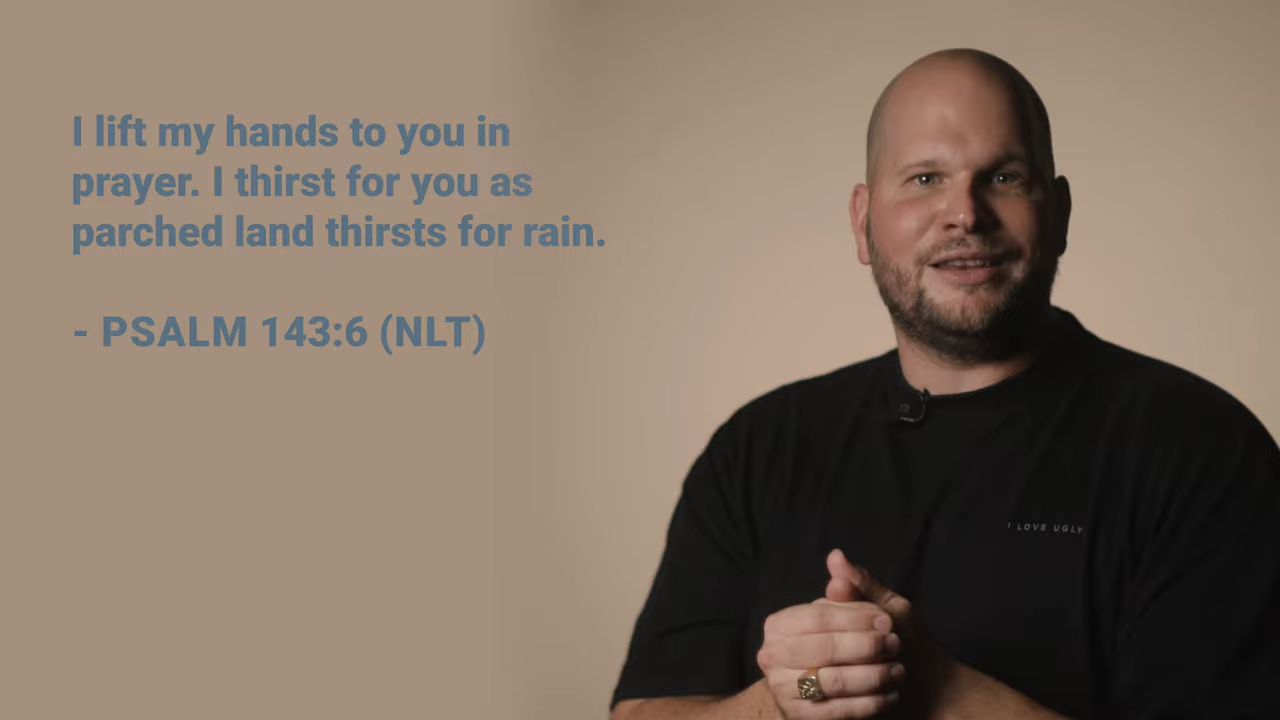 I lift my hands to you in
prayer. I thirst for you as
parched land thirsts for rain.
- PSALM 143:6 (NLT)
I LOVE UGLY